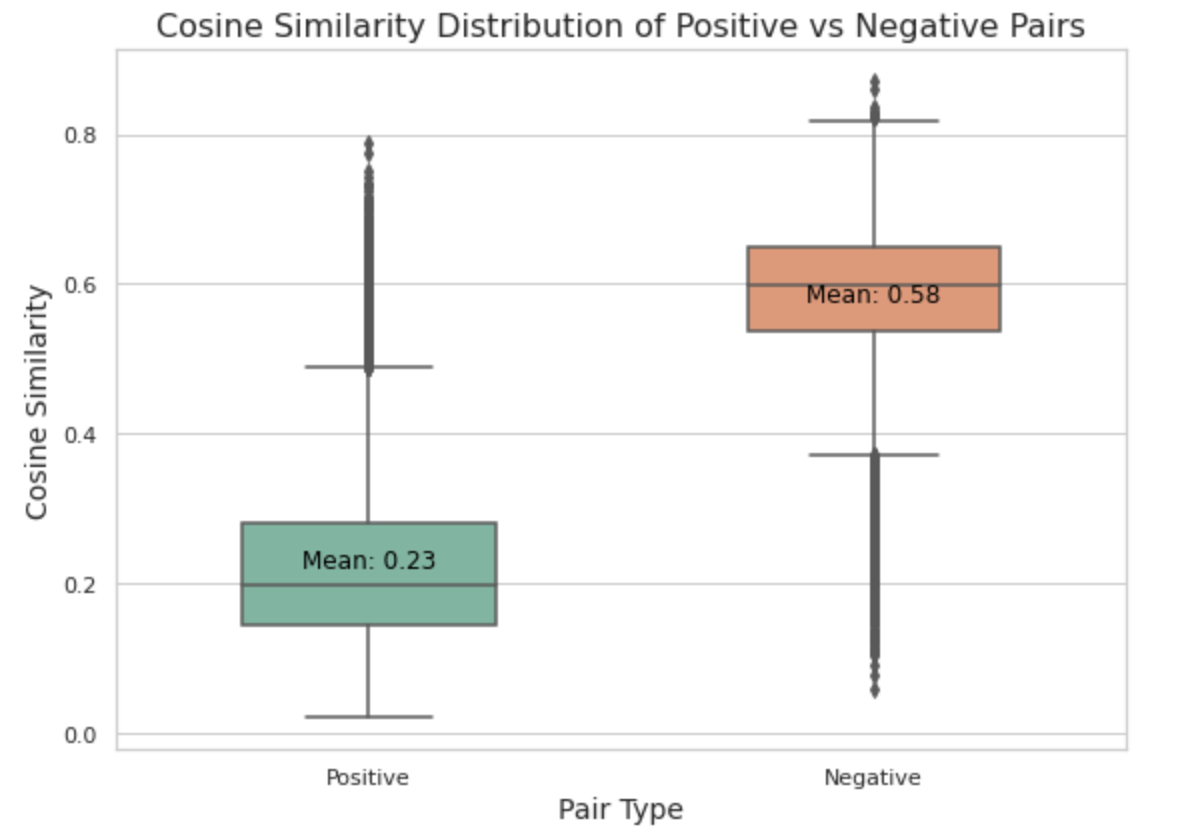 Cosine Similarity Distribution of Positive vs Negative Pairs
Cosine Similarity
0.8
0.6
0.4
0.2
0.0
Mean: 0.23
Mean: 0.58
Positive
Negative
Pair Type